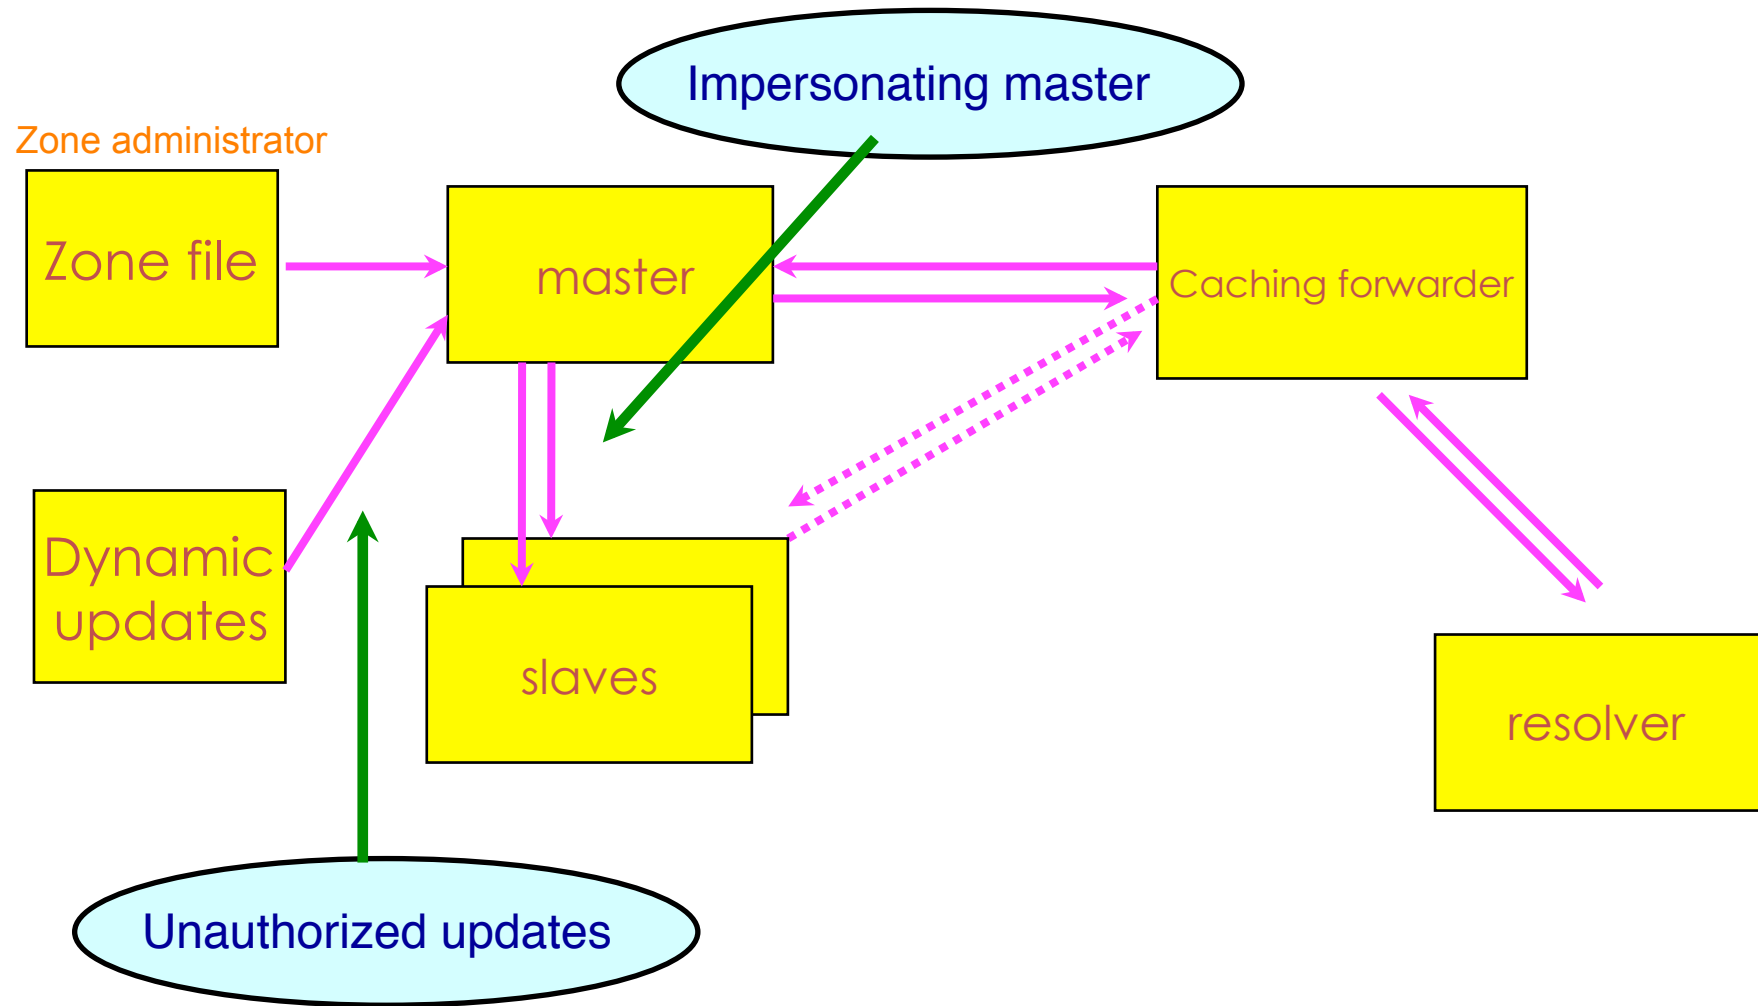 Impersonating master
Zone administrator
Zone file
master
Caching forwarder
Dynamic
updates
slaves
resolver
Unauthorized updates